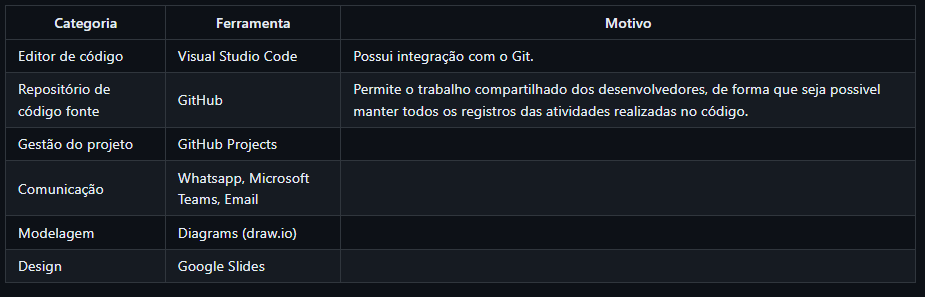 Categoria Ferramenta Motivo
Editor de código Visual Studio Code Possui integração com o Git.
Repositório de código fonte GitHub Permite o trabalho compartilhado dos desenvolvedores, de forma que seja possivel
manter todos os registros das atividades realizadas no código.
Gestão do projeto GitHub Projects
Comunicação Whatsapp, Microsoft
Teams, Email
Modelagem Diagrams (draw.io)
Design Google Slides